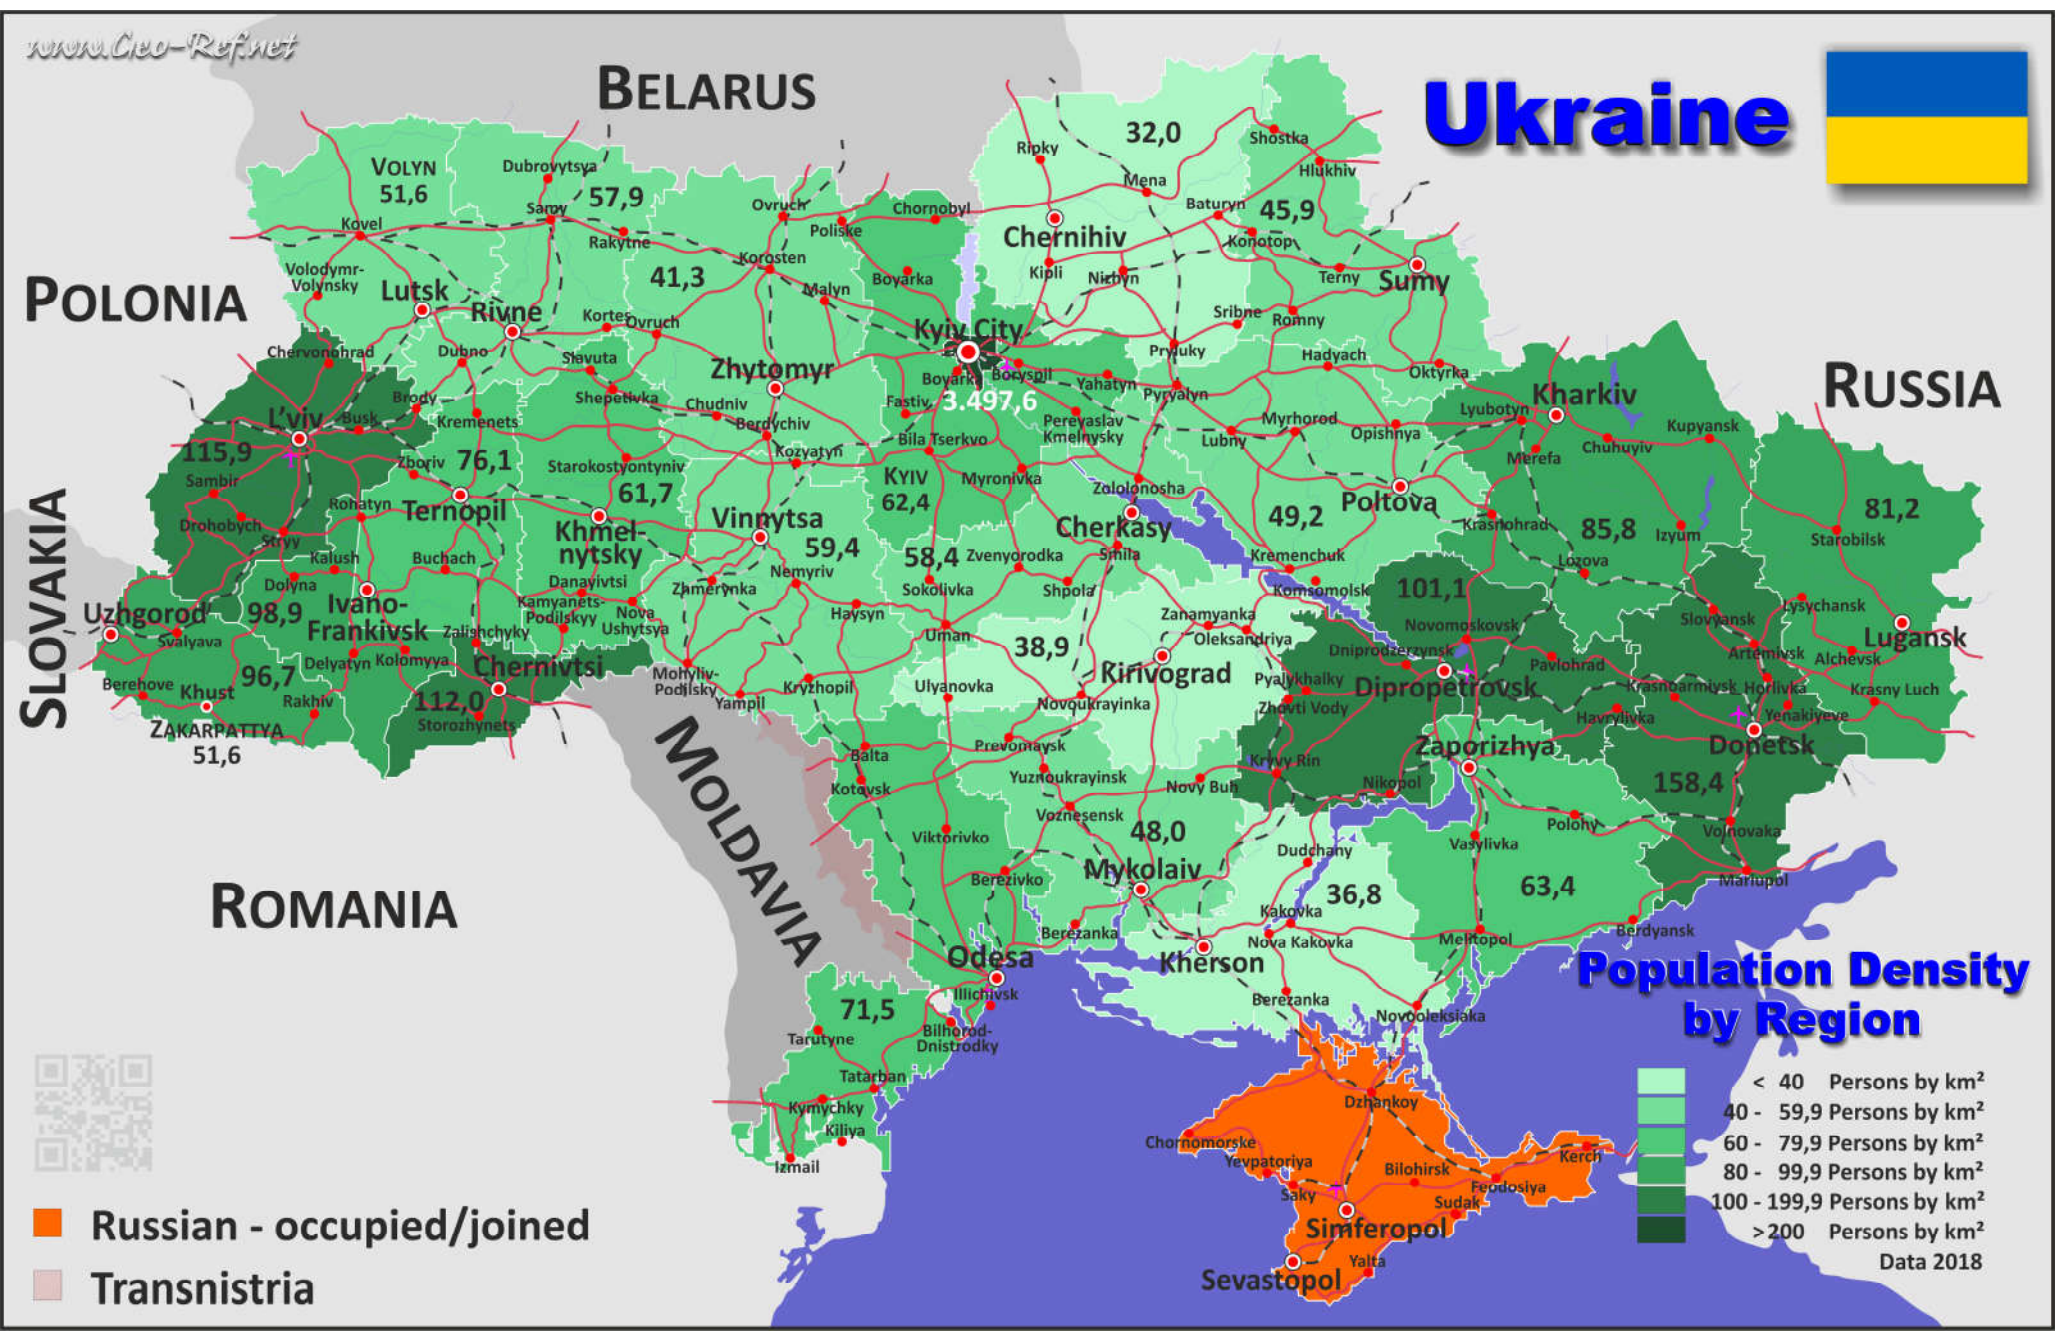 www.Geo-Ref.net
BELARUS
Ukraine
POLONIA
RUSSIA
SLOVAKIA
ROMANIA
MOLDAVIA
VOLYN
51,6
Dubrovytsya
57,9
Sarny
Rakytne
Kovel
Volodymr-
Volynsky
Lutsk
Rivne
Kortes
Ovruch
Dubno
Slavuta
Shepetivka
Chervonohrad
L'viv
Busk
Brody
Kremenets
115,9
Sambir
Drohobych
Stryy
Zboriv
76,1
Rohatyn
Ternopil
Starokostyontyniv
61,7
Khmel-
nytsky
Kalush
Dolyna
Buchach
Danayivtsi
Kamyanets-
Podilskyy
Nova
Ushytsya
Uzhgorod
Svalyava
98,9
Ivano-
Frankivsk
Zalishchyky
Delyatyn
Kolomyya
Chernivtsi
96,7
Berehove
Khust
Rakhiv
112,0
Storozhynets
ZAKARPATTYA
51,6
Ovruch
Poliske
Chornobyl
41,3
Korosten
Malyn
Boyarka
Zhytomyr
Chudniv
Berdychiv
Kozyatyn
Kyiv City
Boyarka
Boryspil
Fastiv
3.497,6
Yahatyn
Pereyaslav
Kmelnysky
Bila Tserkvo
KYIV
62,4
Myronivka
Vinnytsa
59,4
Zhmerynka
Nemyriv
Haysyn
Mohyliv-
Podilsky
Yampil
Kryzhopil
58,4
Zvenyorodka
Sokolivka
Shpola
Cherkasy
Smila
Zololonosha
Uman
32,0
Ripky
Mena
Chernihiv
Kipli
Nizhyn
Shostka
Hlukhiv
Baturyn
45,9
Konotop
Terny
Sumy
Sribne
Romny
Pryluky
Hadyach
Oktyrka
Pyryalyn
Lubny
Myrhorod
Opishnya
49,2
Poltova
Kremenchuk
Komsomolsk
Kharkiv
Lyubotyn
Merefa
Chuhuyiv
Kupyansk
Krasnohrad
85,8
Izyum
Lozova
81,2
Starobilsk
Lysychansk
Lugansk
Alchevsk
Krasny Luch
38,9
Zanamyanka
Oleksandriya
Kirivograd
Ulyanovka
Novoukrayinka
101,1
Novomoskovsk
Dniprodzerzynsk
Pyalykhalky
Zhovti Vody
Dipropetrovsk
Pavlohrad
Kryvy Rin
Nikopol
Slovyansk
Artemivsk
Krasnoarmiysk
Horlivka
Havrylivka
Yenakiyeve
Donetsk
158,4
Volnovaka
Mariupol
Zaporizhya
Polohy
Vasylivka
63,4
Melitopol
Berdyansk
Balta
Kotovsk
Viktorivko
Berezivko
Odesa
Illichivsk
71,5
Tarutyne
Bilhorod-
Dnistrodky
Tatarban
Kymychky
Kiliya
Izmail
Prevomaysk
Yuznoukrayinsk
Novy Buh
Voznesensk
48,0
Mykolaiv
Berezanka
Dudchany
36,8
Kakovka
Nova Kakovka
Kherson
Berezanka
Novooleksiaka
Dzhankoy
Chornomorske
Yevpatoriya
Saky
Bilohirsk
Sudak
Feodosiya
Kerch
Simferopol
Yalta
Sevastopol
Population Density
by Region
< 40 Persons by km²
40 - 59,9 Persons by km²
60 - 79,9 Persons by km²
80 - 99,9 Persons by km²
100 - 199,9 Persons by km²
>200 Persons by km²
Data 2018
Russian - occupied/joined
Transnistria